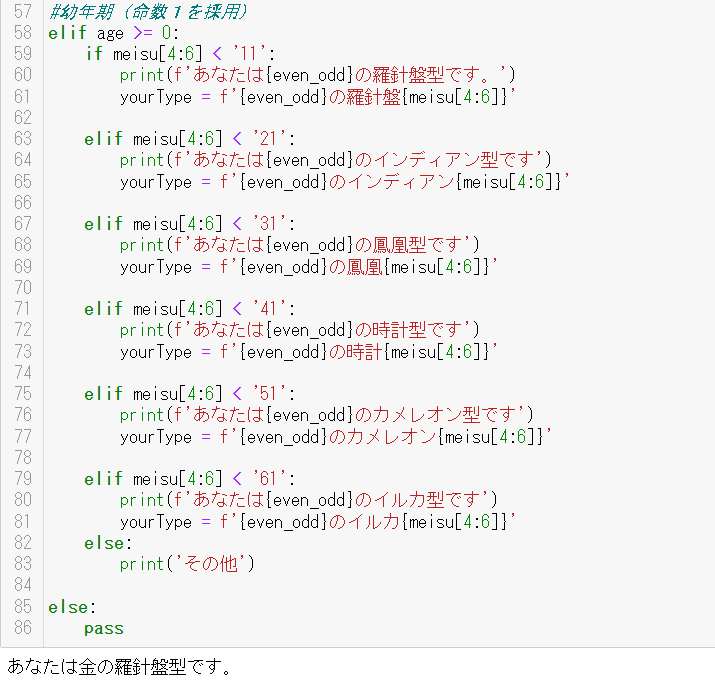 57 #幼年期（命数１を採用）
58 elif age >= 0:
59     if meisu[4:6] < '11':
60         print(f'あなたは{even_odd}の羅針盤型です。')
61         yourType = f'{even_odd}の羅針盤{meisu[4:6]}'
62
63     elif meisu[4:6] < '21':
64         print(f'あなたは{even_odd}のインディアン型です')
65         yourType = f'{even_odd}のインディアン{meisu[4:6]}'
66
67     elif meisu[4:6] < '31':
68         print(f'あなたは{even_odd}の鳳凰型です')
69         yourType = f'{even_odd}の鳳凰{meisu[4:6]}'
70
71     elif meisu[4:6] < '41':
72         print(f'あなたは{even_odd}の時計型です')
73         yourType = f'{even_odd}の時計{meisu[4:6]}'
74
75     elif meisu[4:6] < '51':
76         print(f'あなたは{even_odd}のカメレオン型です')
77         yourType = f'{even_odd}のカメレオン{meisu[4:6]}'
78
79     elif meisu[4:6] < '61':
80         print(f'あなたは{even_odd}のイルカ型です')
81         yourType = f'{even_odd}のイルカ{meisu[4:6]}'
82     else:
83         print('その他')
84
85 else:
86     pass
あなたは金の羅針盤型です。